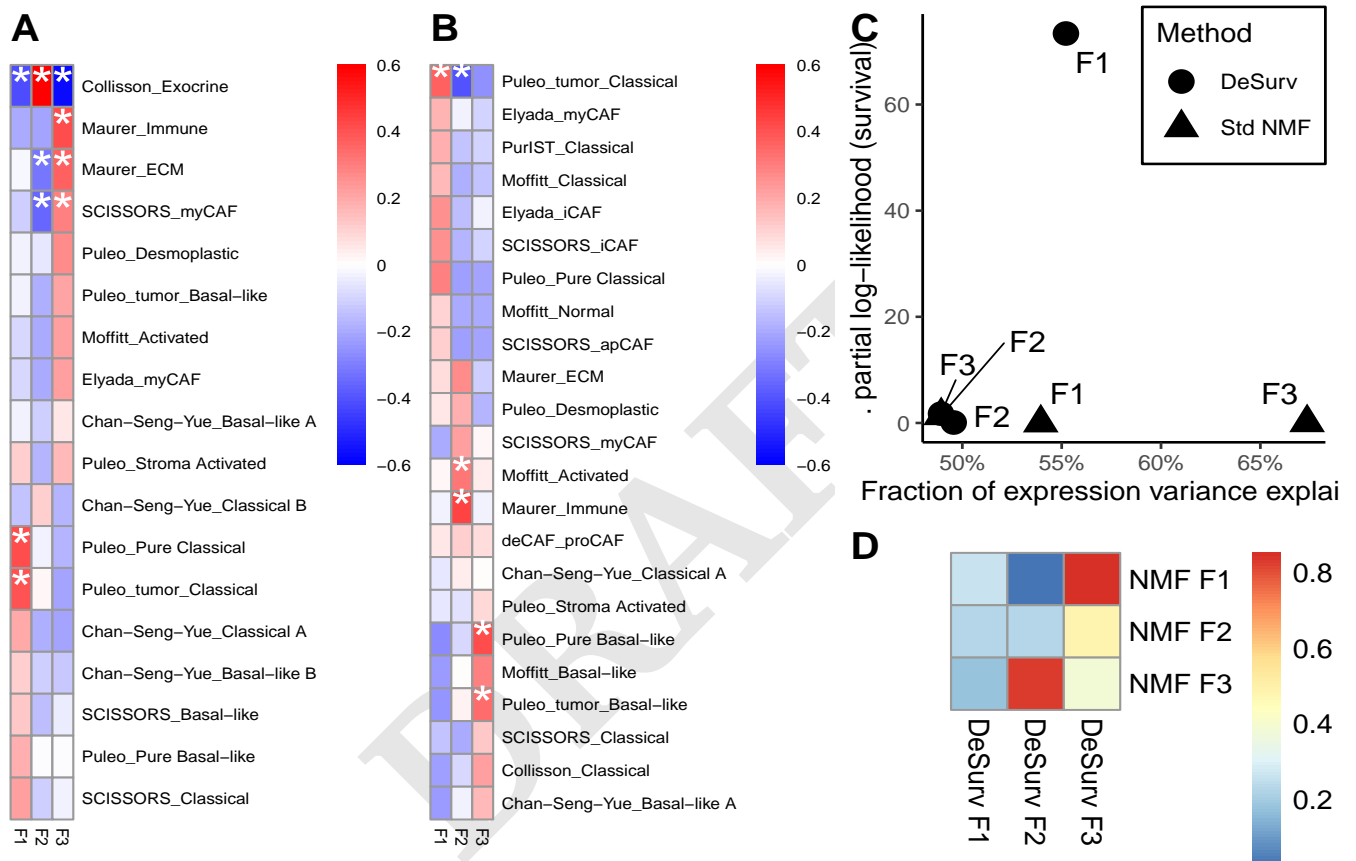 A
Collisson_Exocrine
Maurer_Immune
Maurer_ECM
SCISSORS_myCAF
Puleo_Desmoplastic
Puleo_tumor_Basal−like
Moffitt_Activated
Elyada_myCAF
Chan−Seng−Yue_Basal−like A
Puleo_Stroma Activated
Chan−Seng−Yue_Classical B
Puleo_Pure Classical
Puleo_tumor_Classical
Chan−Seng−Yue_Classical A
Chan−Seng−Yue_Basal−like B
SCISSORS_Basal−like
Puleo_Pure Basal−like
SCISSORS_Classical
F1
F2
F3
0.6
0.4
0.2
0
−0.2
−0.4
−0.6
B
Puleo_tumor_Classical
Elyada_myCAF
PurIST_Classical
Moffitt_Classical
Elyada_iCAF
SCISSORS_iCAF
Puleo_Pure Classical
Moffitt_Normal
SCISSORS_apCAF
Maurer_ECM
Puleo_Desmoplastic
SCISSORS_myCAF
Moffitt_Activated
Maurer_Immune
deCAF_proCAF
Chan−Seng−Yue_Classical A
Puleo_Stroma Activated
Puleo_Pure Basal−like
Moffitt_Basal−like
Puleo_tumor_Basal−like
SCISSORS_Classical
Collisson_Classical
Chan−Seng−Yue_Basal−like A
F1
F2
F3
0.6
0.4
0.2
0
−0.2
−0.4
−0.6
C
. partial log−likelihood (survival)
60
40
20
0
F1
F2
F3
F2
F1
F3
Method
DeSurv
Std NMF
50%
55%
60%
65%
Fraction of expression variance explai
D
NMF F1
NMF F2
NMF F3
DeSurv F1
DeSurv F2
DeSurv F3
0.8
0.6
0.4
0.2
DRAFT